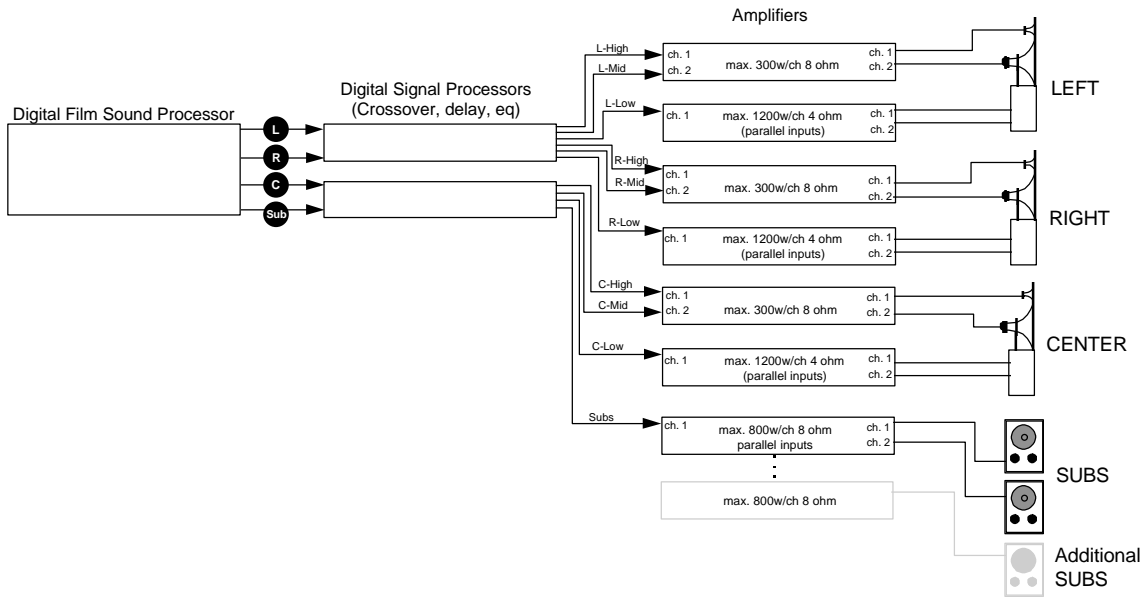 Amplifiers
Digital Film Sound Processor
L
R
C
Sub
Digital Signal Processors
(Crossover, delay, eq)
L-High
L-Mid
ch. 1
ch. 2
max. 300w/ch 8 ohm
ch. 1
ch. 2
LEFT
L-Low
ch. 1
max. 1200w/ch 4 ohm
(parallel inputs)
ch. 1
ch. 2
R-High
R-Mid
ch. 1
ch. 2
max. 300w/ch 8 ohm
ch. 1
ch. 2
RIGHT
R-Low
ch. 1
max. 1200w/ch 4 ohm
(parallel inputs)
ch. 1
ch. 2
C-High
C-Mid
ch. 1
ch. 2
max. 300w/ch 8 ohm
ch. 1
ch. 2
CENTER
C-Low
ch. 1
max. 1200w/ch 4 ohm
(parallel inputs)
ch. 1
ch. 2
Subs
ch. 1
max. 800w/ch 8 ohm
parallel inputs
ch. 1
ch. 2
SUBS
max. 800w/ch 8 ohm
Additional
SUBS